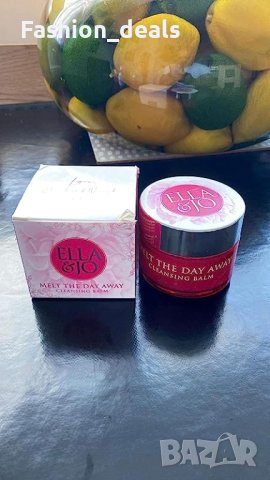 Fashion_deals
ELLA
& JO
MELT THE DAY AWAY
CLEANSING BALM
ELLA
& JO
MELT THE DAY AWAY
CLEANSING BALM
BAZAR